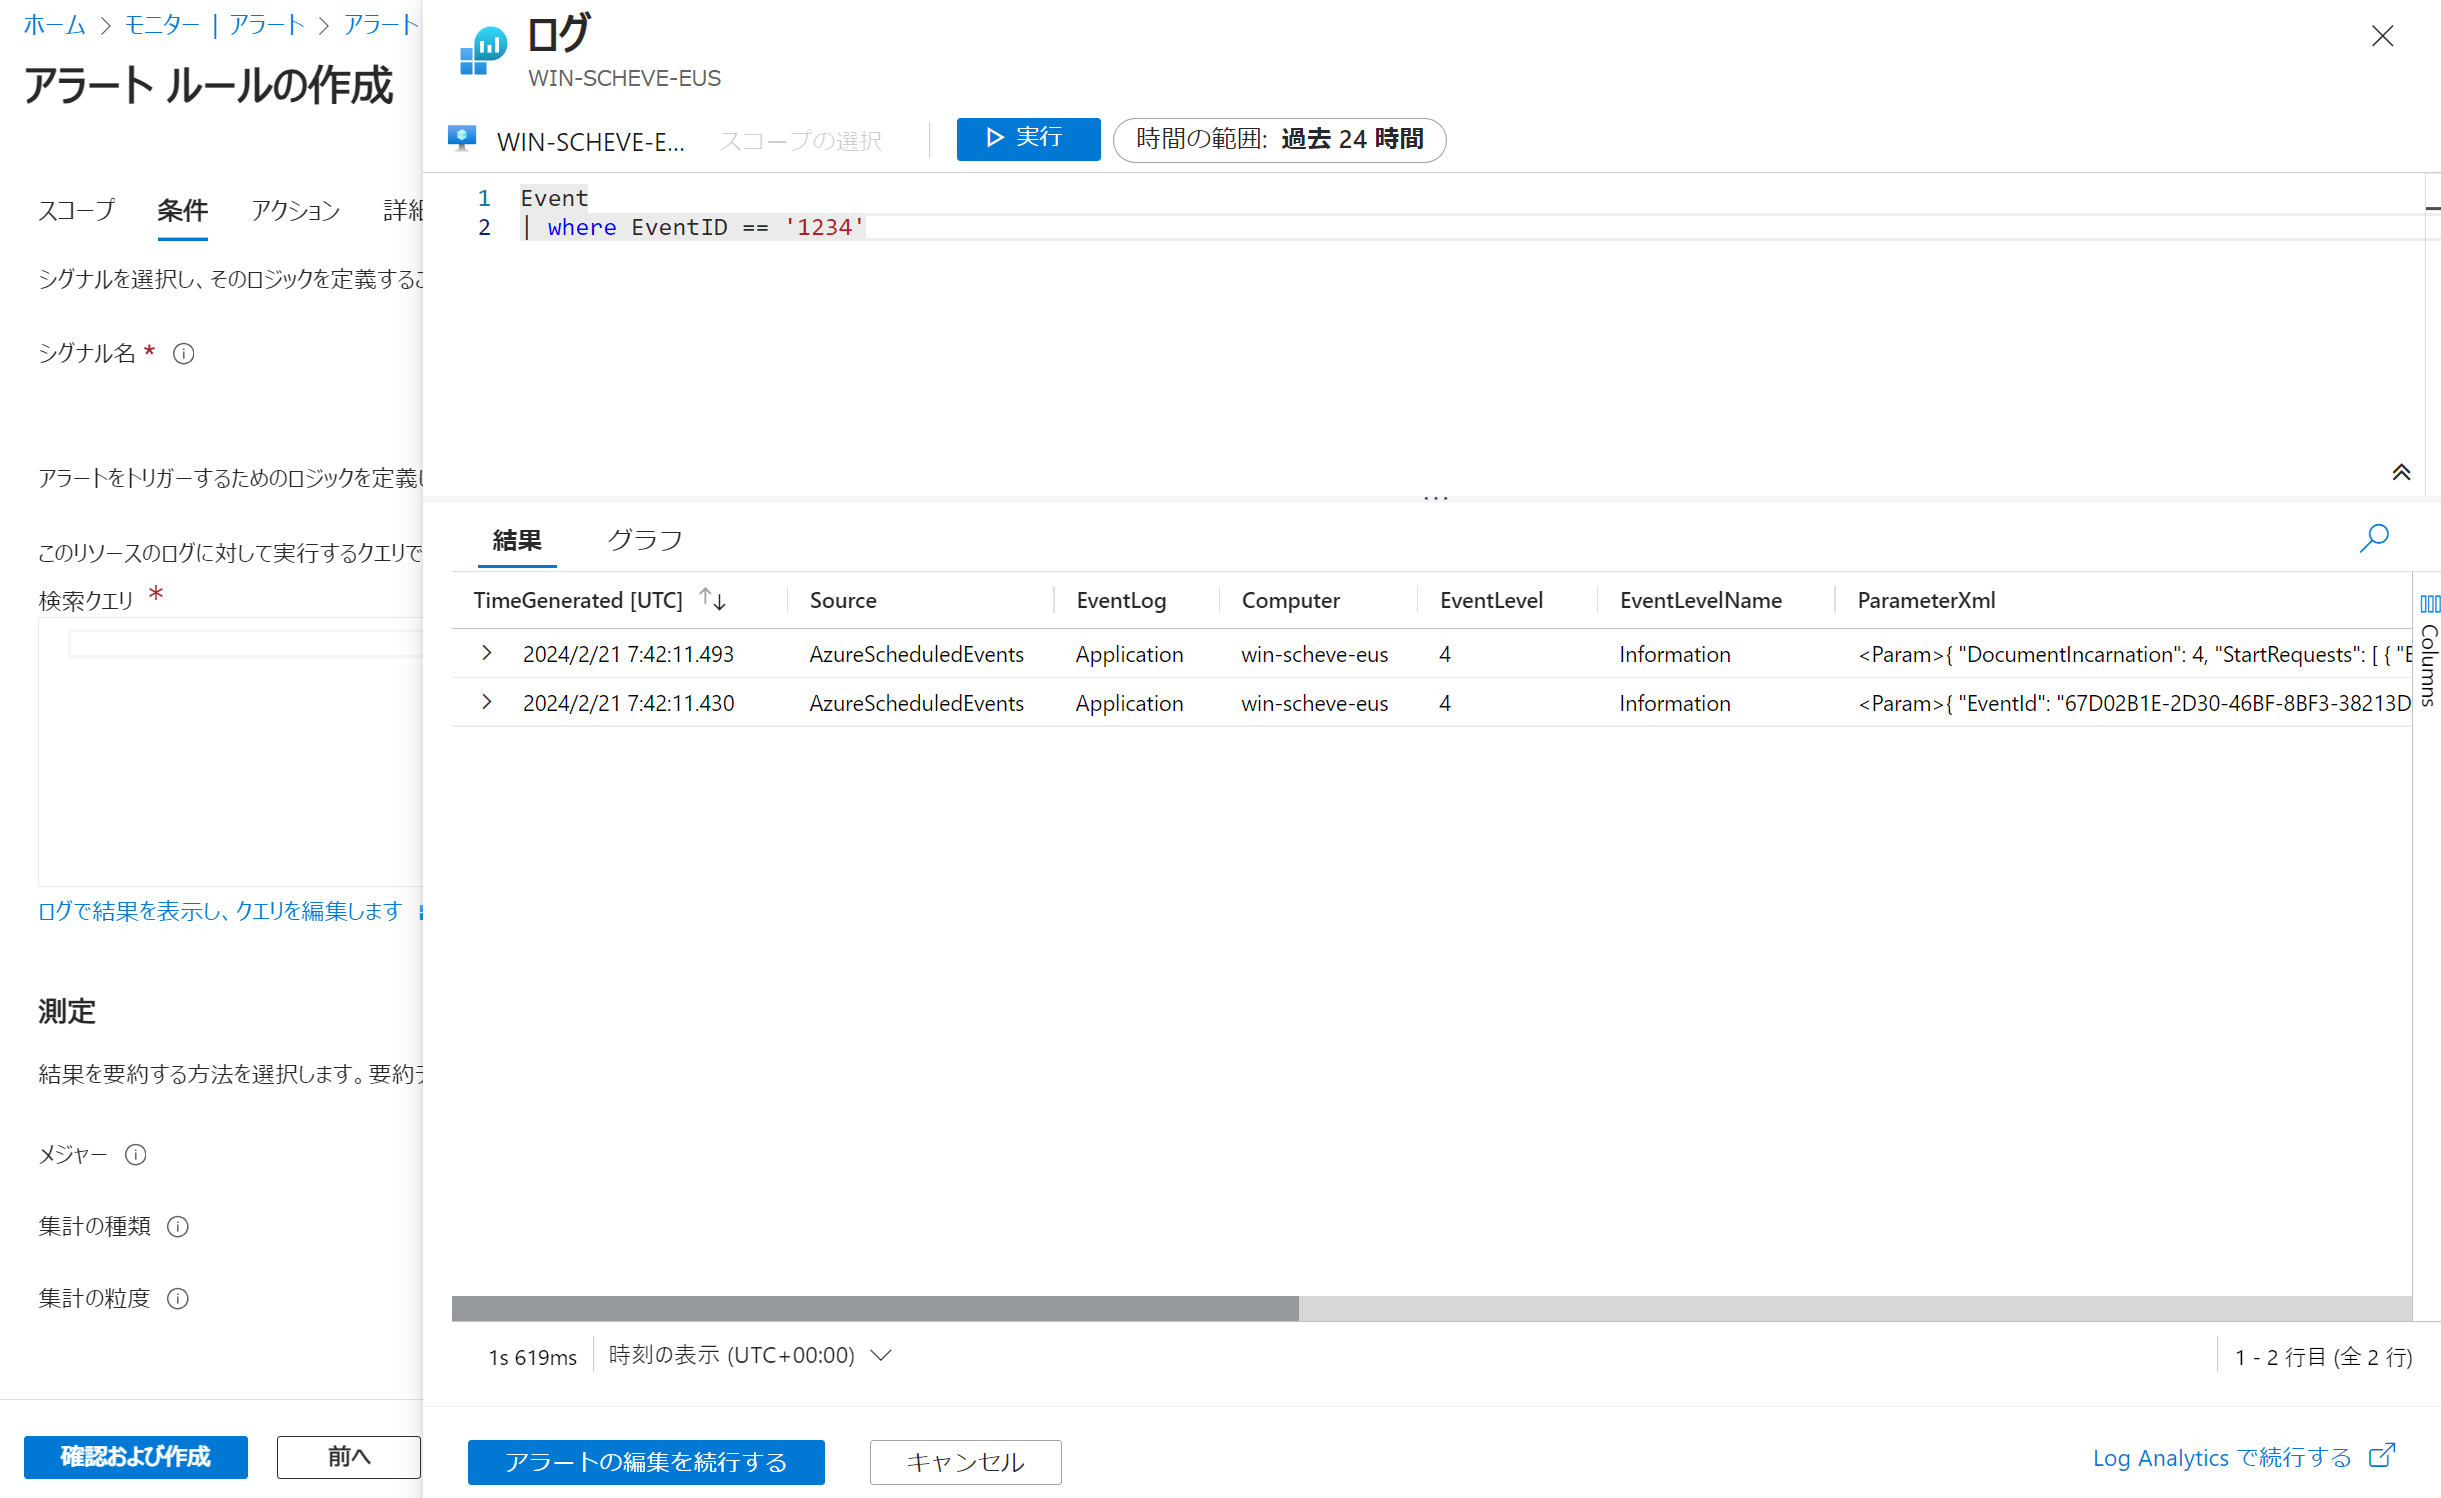 ホーム > モニター | アラート > アラート
アラート ルールの作成
スコープ 条件 アクション 詳細
シグナルを選択し、そのロジックを定義するこ
シグナル名 *
アラートをトリガーするためのロジックを定義し
このリソースのログに対して実行するクエリで
検索クエリ *
ログで結果を表示し、クエリを編集します
測定
結果を要約する方法を選択します。要約デ
メジャー
集計の種類
集計の粒度
確認および作成 前へ
ログ
WIN-SCHEVE-EUS
WIN-SCHEVE-E... スコープの選択 実行 時間の範囲: 過去 24 時間
1 Event
2 | where EventID == '1234'
...
結果 グラフ
TimeGenerated [UTC] Source EventLog Computer EventLevel EventLevelName ParameterXml
2024/2/21 7:42:11.493 AzureScheduledEvents Application win-scheve-eus 4 Information <Param>{ "DocumentIncarnation": 4, "StartRequests": [ { "E
2024/2/21 7:42:11.430 AzureScheduledEvents Application win-scheve-eus 4 Information <Param>{ "EventId": "67D02B1E-2D30-46BF-8BF3-38213D
Columns
1s 619ms 時刻の表示 (UTC+00:00) 1 - 2 行目 (全 2 行)
アラートの編集を続行する キャンセル Log Analytics で続行する